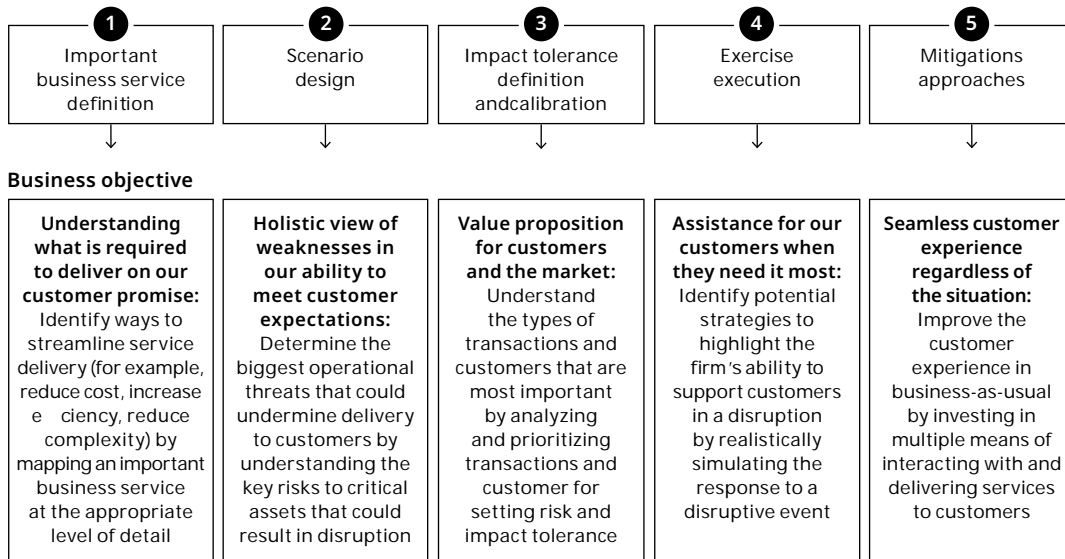 1
Important
business service
definition
2
Scenario
design
3
Impact tolerance
definition
andcalibration
4
Exercise
execution
5
Mitigations
approaches
Business objective
Understanding
what is required
to deliver on our
customer promise:
Identify ways to
streamline service
delivery (for example,
reduce cost, increase
e ciency, reduce
complexity) by
mapping an important
business service
at the appropriate
level of detail
Holistic view of
weaknesses in
our ability to
meet customer
expectations:
Determine the
biggest operational
threats that could
undermine delivery
to customers by
understanding the
key risks to critical
assets that could
result in disruption
Value proposition
for customers
and the market:
Understand
the types of
transactions and
customers that are
most important
by analyzing
and prioritizing
transactions and
customer for
setting risk and
impact tolerance
Assistance for our
customers when
they need it most:
Identify potential
strategies to
highlight the
firm's ability to
support customers
in a disruption
by realistically
simulating the
response to a
disruptive event
Seamless customer
experience
regardless of
the situation:
Improve the
customer
experience in
business-as-usual
by investing in
multiple means of
interacting with and
delivering services
to customers